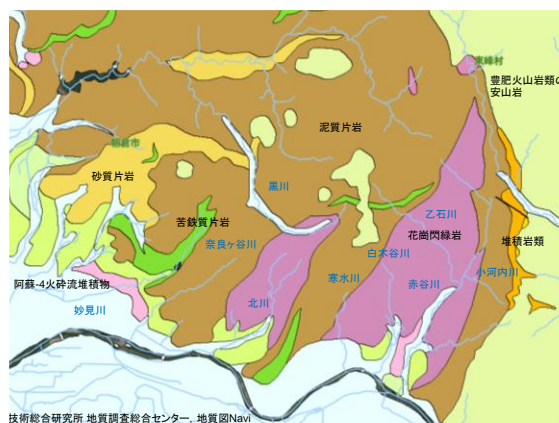 東峰村
豊肥火山岩類の
安山岩
泥質片岩
朝倉市
砂質片岩
黒川
苦鉄質片岩
乙石川
奈良ヶ谷川
花崗閃緑岩
堆積岩類
白木谷川
寒水川
赤谷川
小河内川
阿蘇-4火砕流堆積物
北川
妙見川
技術総合研究所 地質調査総合センター，地質図Navi